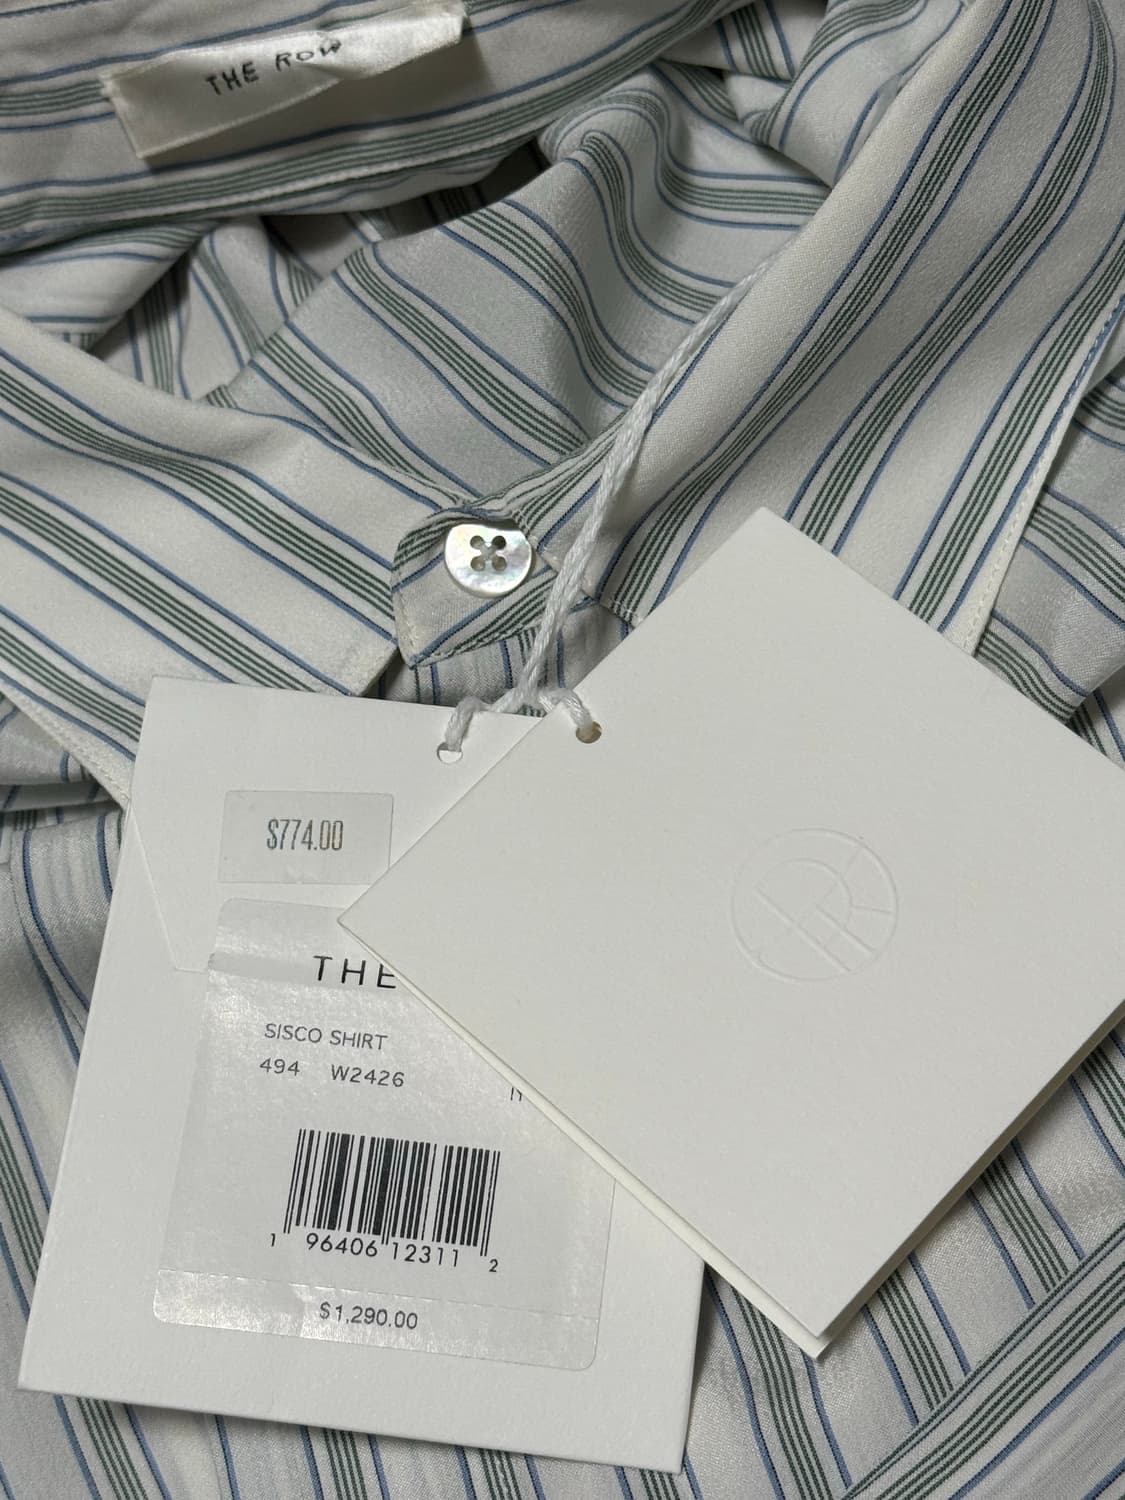 THE ROW
$774.00
THE
SISCO SHIRT
494 W2426
1 96406 12311 2
$1,290.00